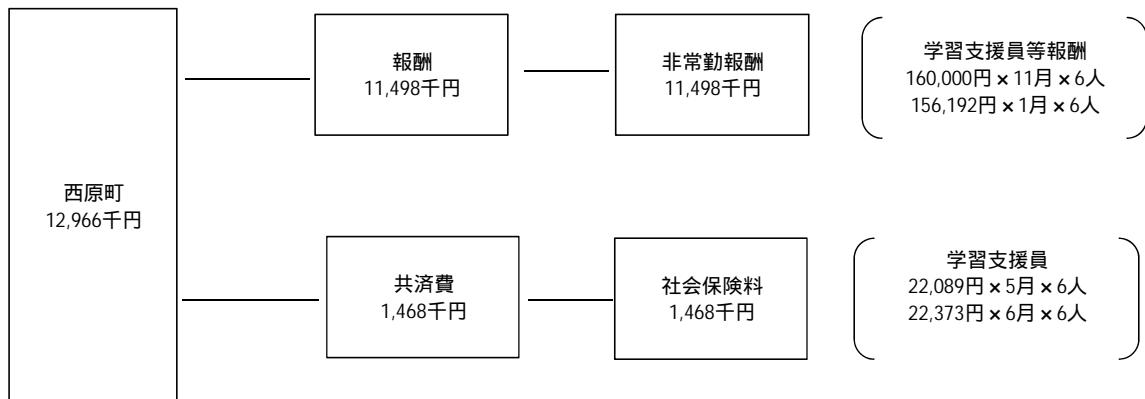 西原町
12,966千円
報酬
11,498千円
非常勤報酬
11,498千円
学習支援員等報酬
160,000円×11月×6人
156,192円×1月×6人
共済費
1,468千円
社会保険料
1,468千円
学習支援員
22,089円×5月×6人
22,373円×6月×6人